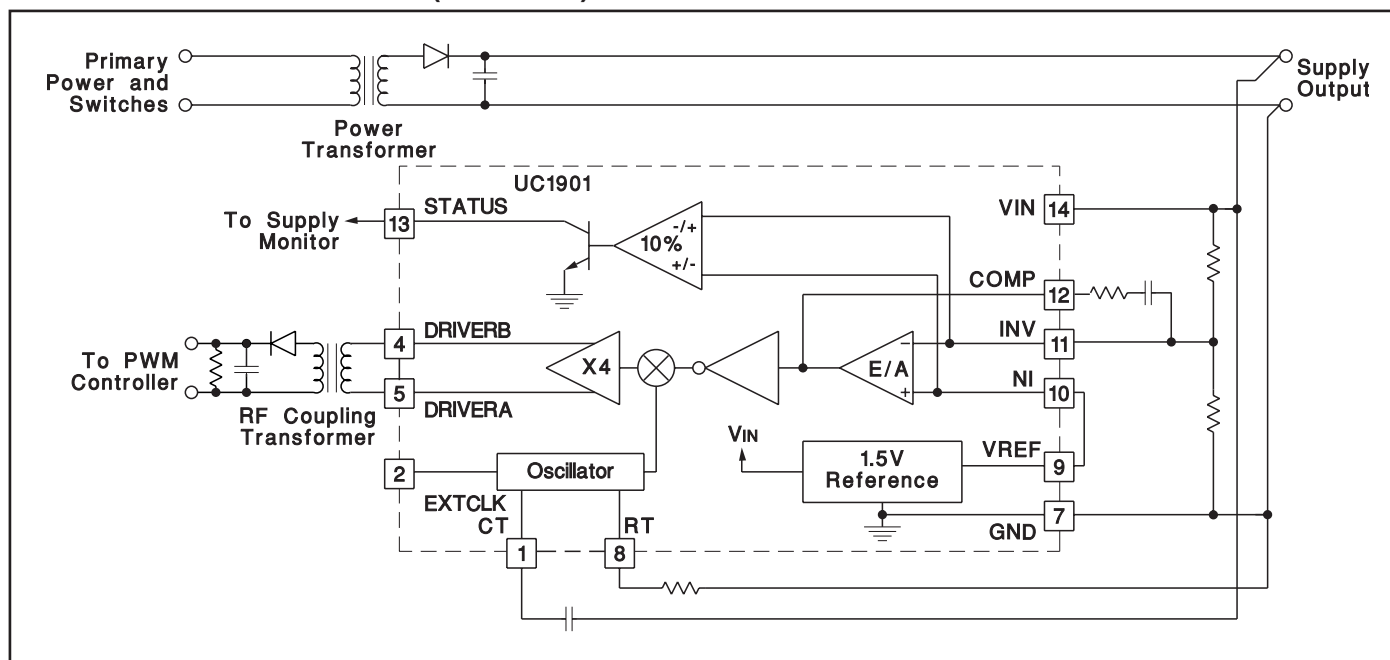 Primary
Power and
Switches
Power
Transformer
Supply
Output
UC1901
13
STATUS
To Supply
Monitor
10%
-/+
+/-
VIN
14
COMP
12
INV
11
NI
10
VREF
9
7
GND
DRIVERB
4
5
DRIVERA
To PWM
Controller
RF Coupling
Transformer
X4
E/A
−
+
VIN
1.5V
Reference
2
EXTCLK
Oscillator
CT
RT
1
8